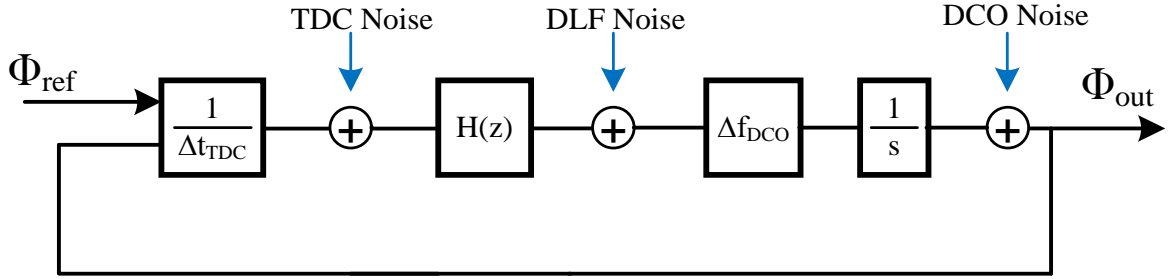 TDC Noise
DLF Noise
DCO Noise
Φref
1
ΔtTDC
+
H(z)
+
ΔfDCO
1
s
+
Φout